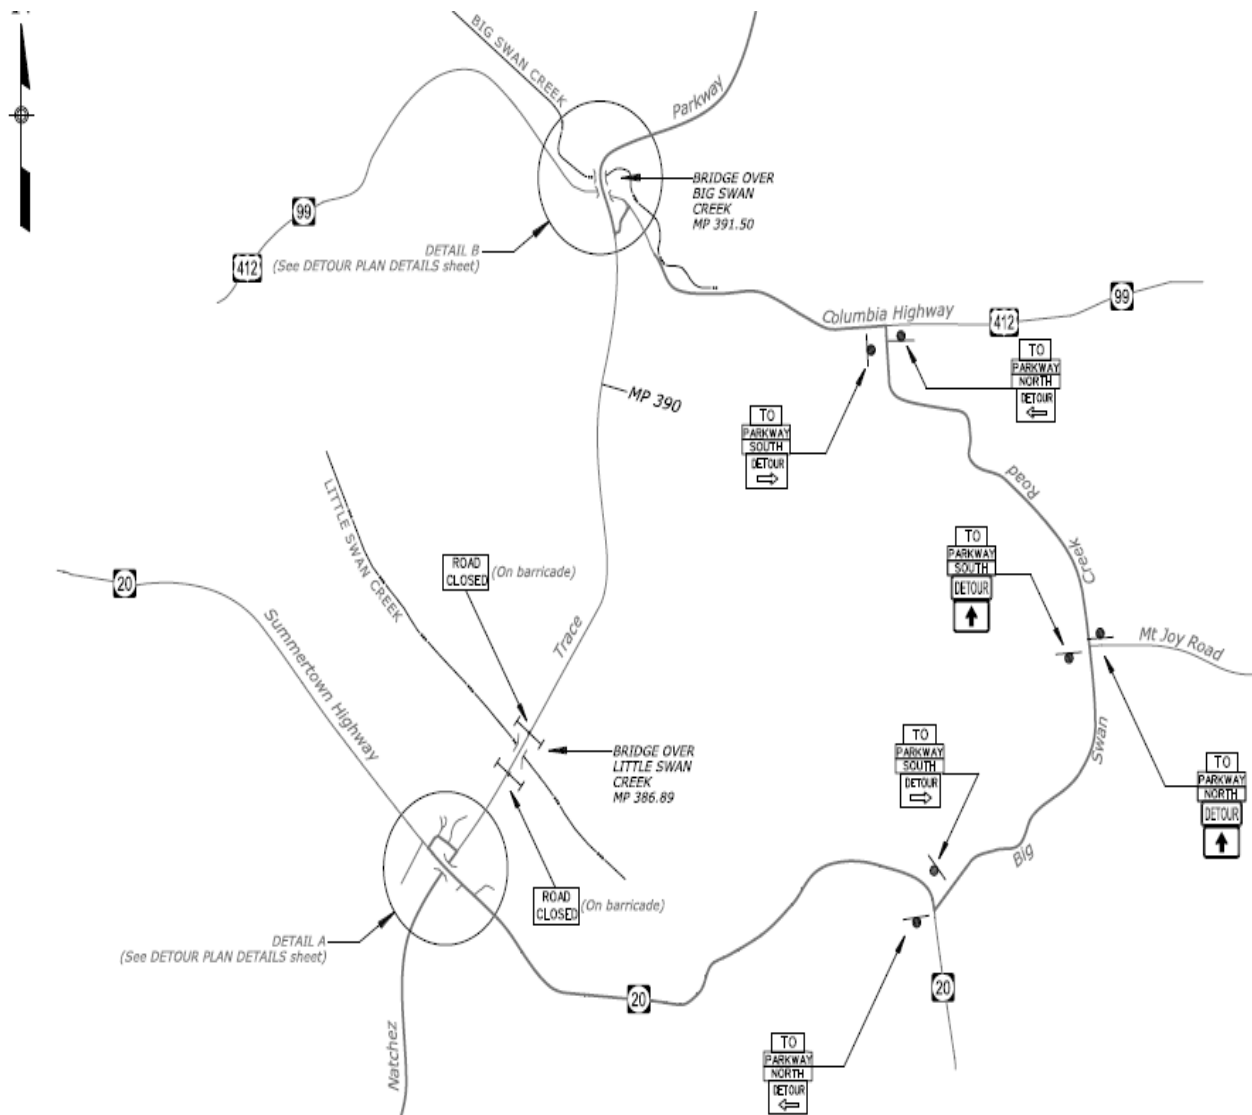 BIG SWAN CREEK
Parkway
99
412
DETAIL B
(See DETOUR PLAN DETAILS sheet)
BRIDGE OVER
BIG SWAN
CREEK
MP 391.50
Columbia Highway
412
99
TO
PARKWAY
NORTH
DETOUR
MP 390
TO
PARKWAY
SOUTH
DETOUR
Road
Creek
Swan
Big
LITTLE SWAN CREEK
ROAD
CLOSED
(On barricade)
TO
PARKWAY
SOUTH
DETOUR
20
Summertown Highway
Trace
Mt Joy Road
BRIDGE OVER
LITTLE SWAN
CREEK
MP 386.89
TO
PARKWAY
SOUTH
DETOUR
TO
PARKWAY
NORTH
DETOUR
ROAD
CLOSED
(On barricade)
DETAIL A
(See DETOUR PLAN DETAILS sheet)
20
20
Natchez
TO
PARKWAY
NORTH
DETOUR